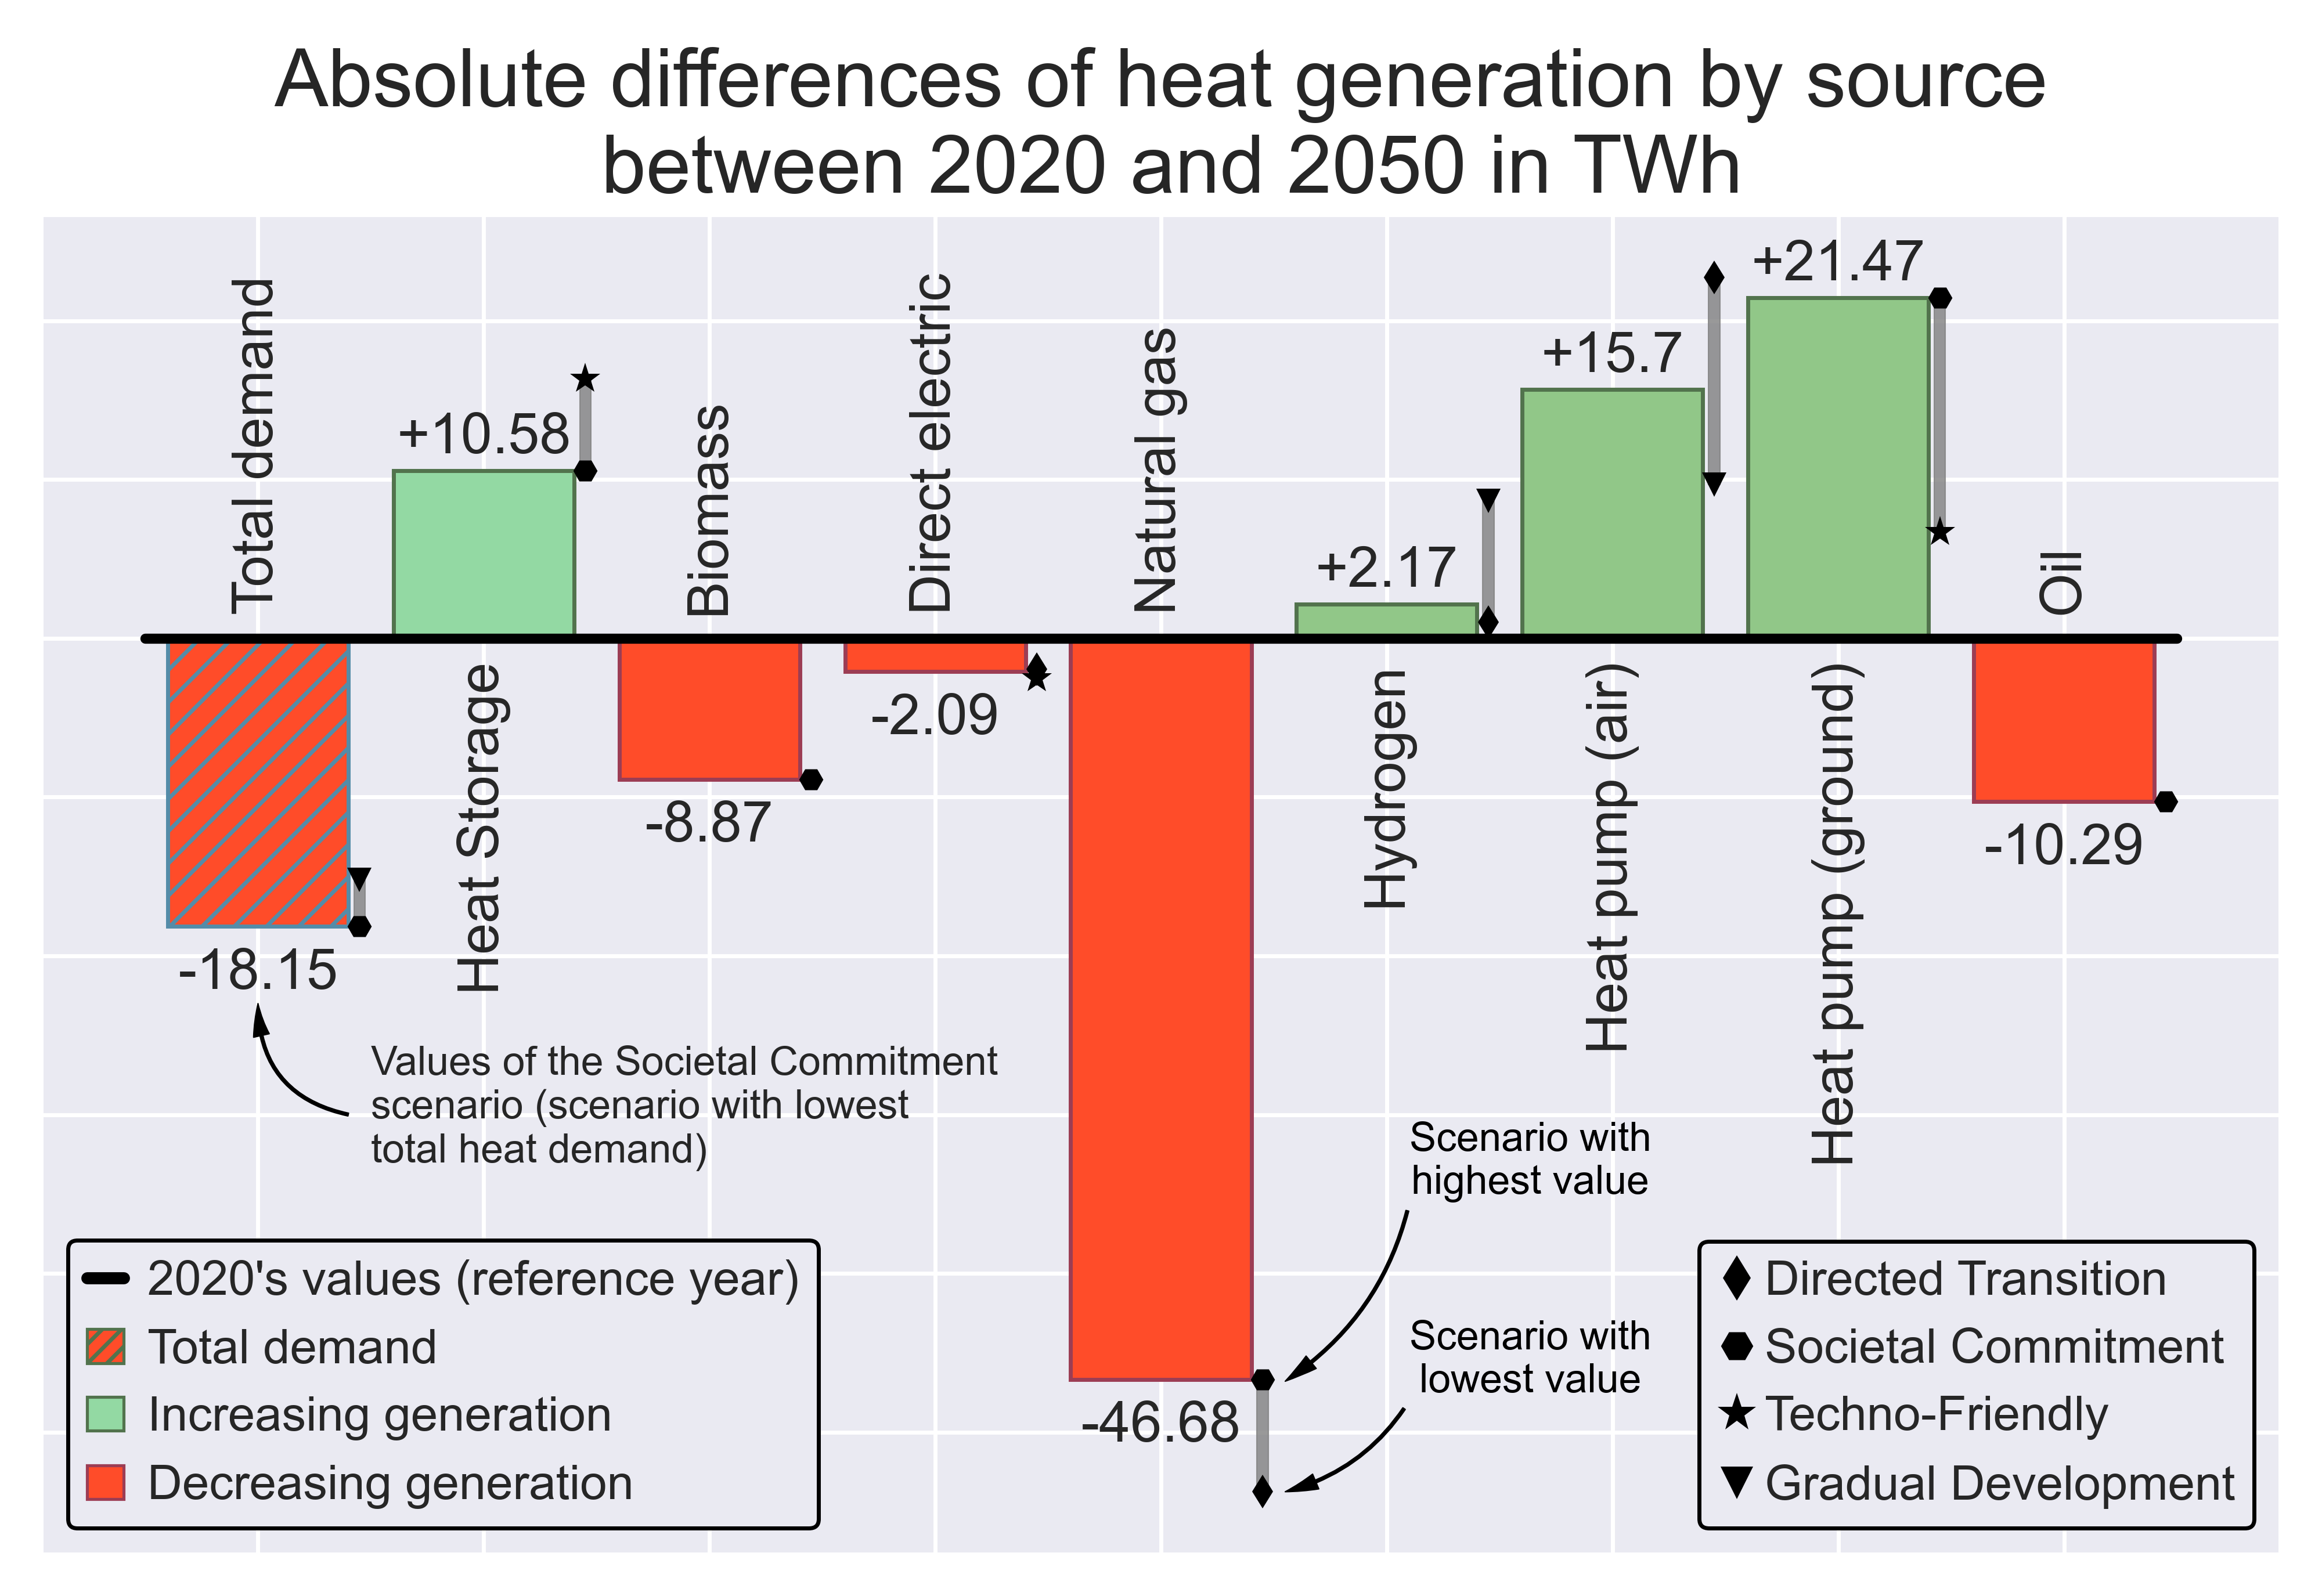 Absolute differences of heat generation by source
between 2020 and 2050 in TWh
Total demand
-18.15
+10.58
Heat Storage
Biomass
-8.87
Direct electric
-2.09
Natural gas
-46.68
+2.17
Hydrogen
+15.7
Heat pump (air)
+21.47
Heat pump (ground)
Oil
-10.29
Values of the Societal Commitment
scenario (scenario with lowest
total heat demand)
Scenario with
highest value
Scenario with
lowest value
2020's values (reference year)
Total demand
Increasing generation
Decreasing generation
Directed Transition
Societal Commitment
Techno-Friendly
Gradual Development